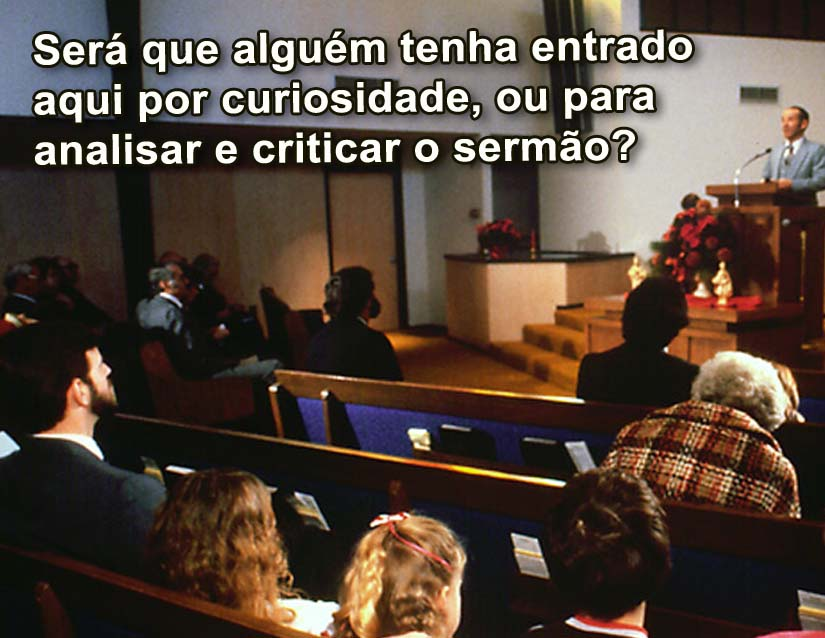 Será que alguém tenha entrado
aqui por curiosidade, ou para
analisar e criticar o sermão?